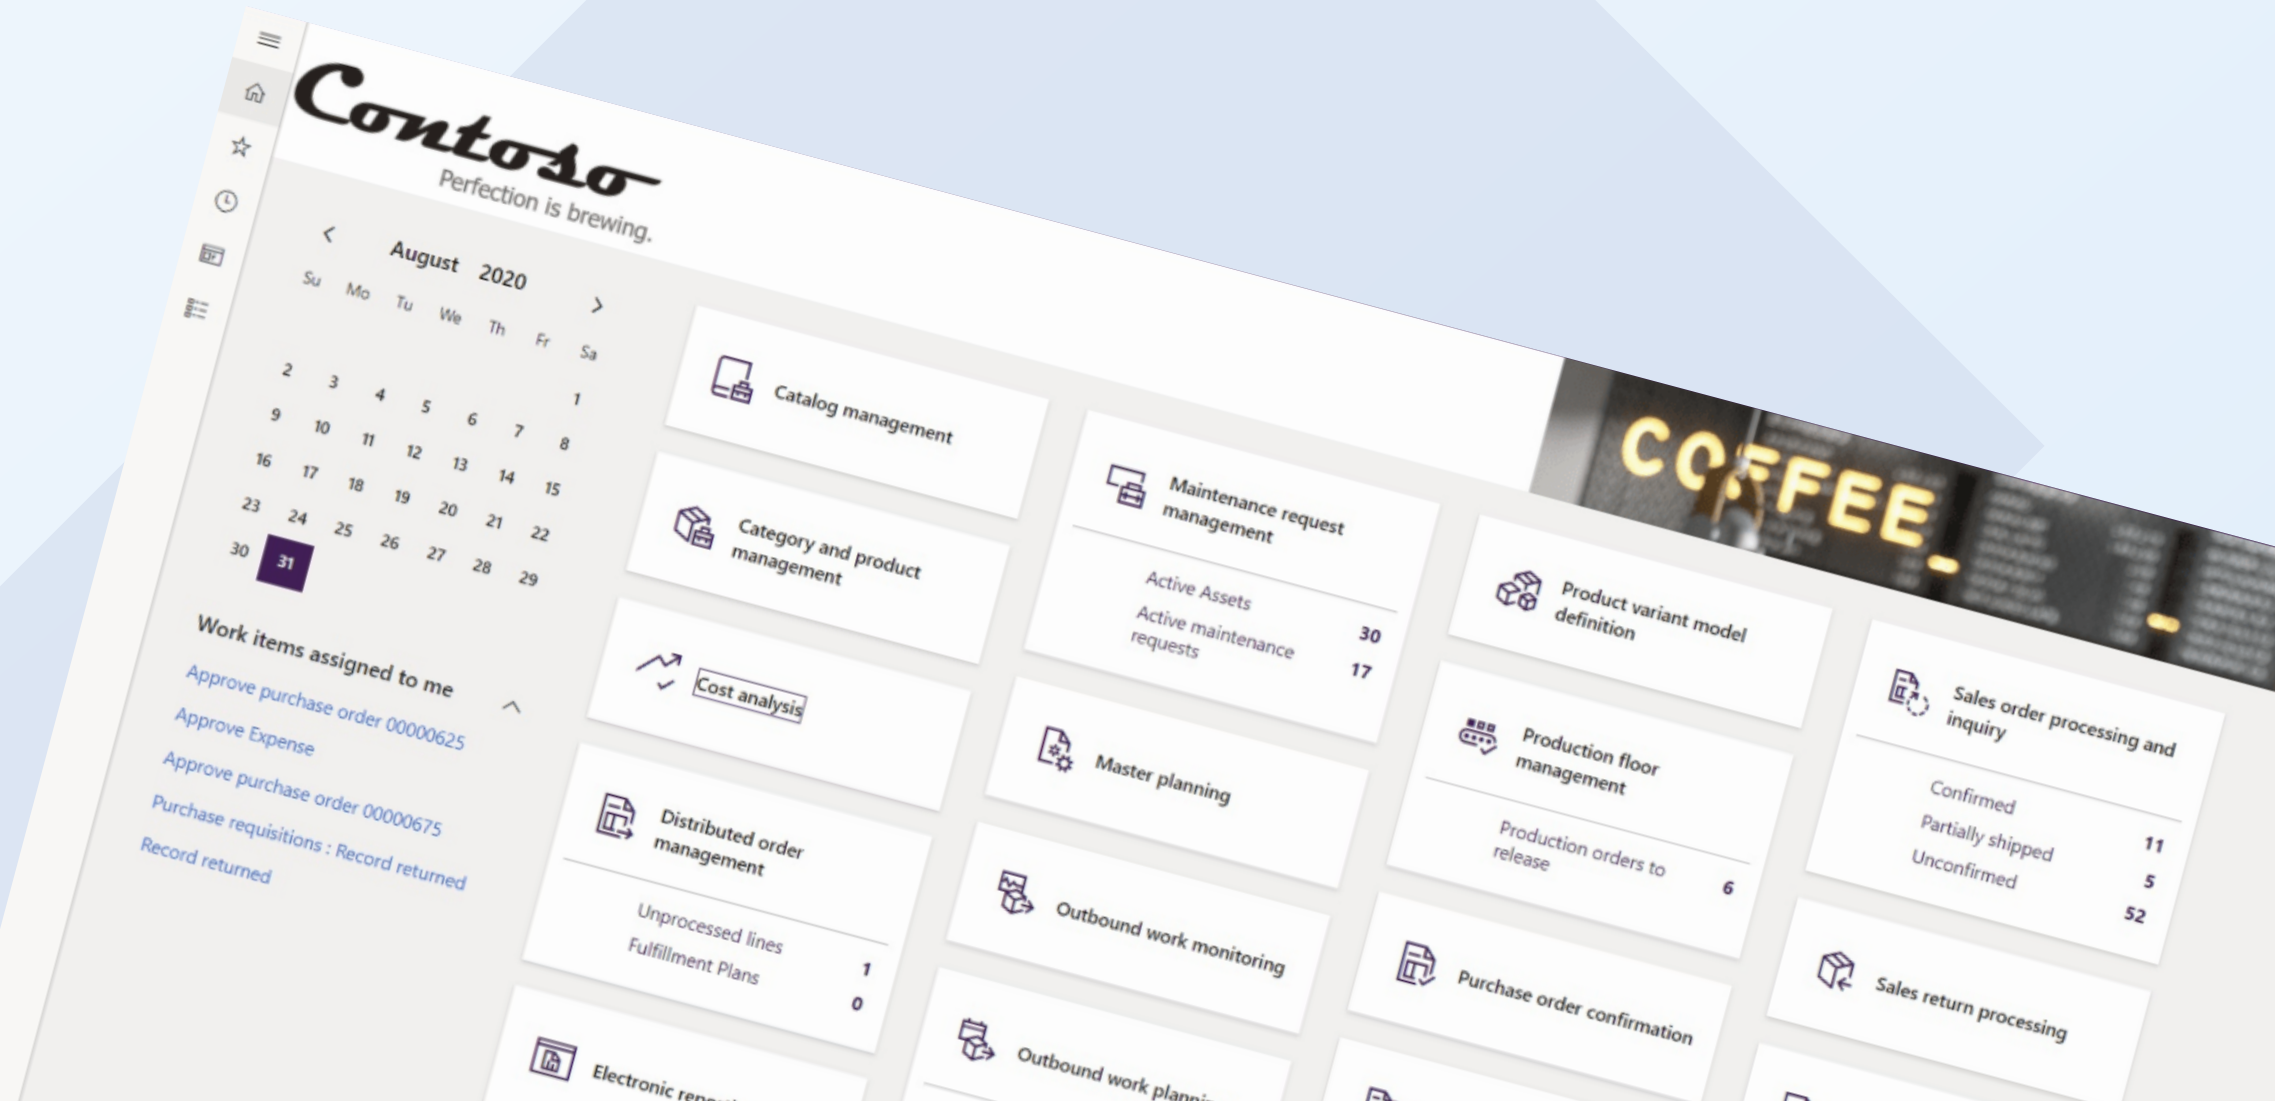 Contoso
Perfection is brewing.
August 2020
Su Mo Tu We Th Fr Sa
1
2 3 4 5 6 7 8
9 10 11 12 13 14 15
16 17 18 19 20 21 22
23 24 25 26 27 28 29
30 31
Work items assigned to me
Approve purchase order 00000625
Approve Expense
Approve purchase order 00000675
Purchase requisitions : Record returned
Record returned
Catalog management
Category and product
management
Cost analysis
Distributed order
management
Unprocessed lines 1
Fulfillment Plans 0
Electronic
Maintenance request
management
Active Assets 30
Active maintenance
requests 17
Master planning
Outbound work monitoring
Outbound work
COFFEE
Product variant model
definition
Production floor
management
Production orders to
release 6
Purchase order confirmation
Sales order processing and
inquiry
Confirmed 11
Partially shipped 5
Unconfirmed 52
Sales return processing